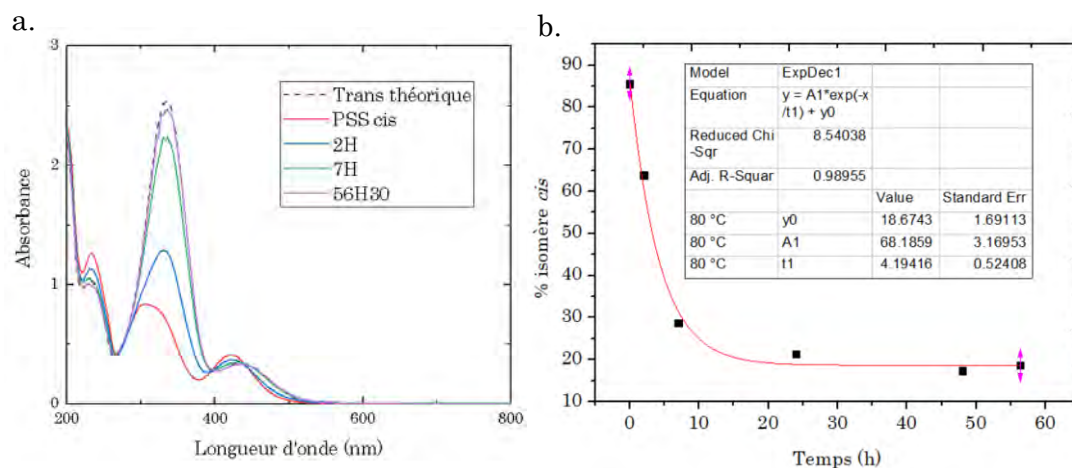 a.
3
2
1
0
200
400
600
800
Absorbance
Longueur d'onde (nm)
Trans théorique
PSS cis
2H
7H
56H30
b.
90
80
70
60
50
40
30
20
10
0
10
20
30
40
50
60
% isomère cis
Temps (h)
Model ExpDec1
Equation y = A1*exp(-x
/t1) + y0
Reduced Chi 8.54038
-Sqr
Adj. R-Squar 0.98955
Value Standard Err
80 °C y0 18.6743 1.69113
80 °C A1 68.1859 3.16953
80 °C t1 4.19416 0.52408